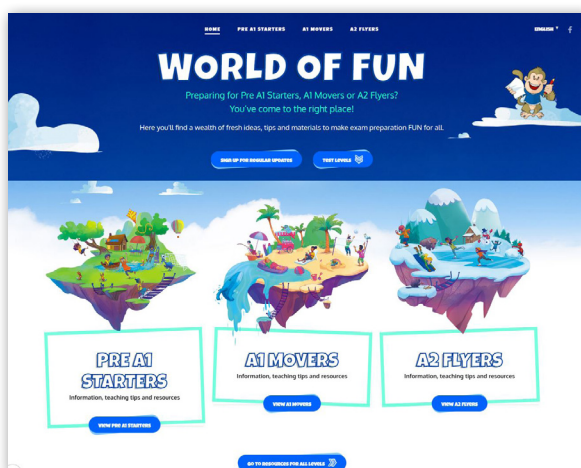 HOME PRE A1 STARTERS A1 MOVERS A2 FLYERS ENGLISH
WORLD OF FUN
Preparing for Pre A1 Starters, A1 Movers or A2 Flyers?
You've come to the right place!
Here you'll find a wealth of fresh ideas, tips and materials to make exam preparation FUN for all.
SIGN UP FOR REGULAR UPDATES TEST LEVELS
PRE A1
STARTERS
Information, teaching tips and resources
VIEW PRE A1 STARTERS
A1 MOVERS
Information, teaching tips and resources
VIEW A1 MOVERS
A2 FLYERS
Information, teaching tips and resources
VIEW A2 FLYERS
GO TO RESOURCES FOR ALL LEVELS